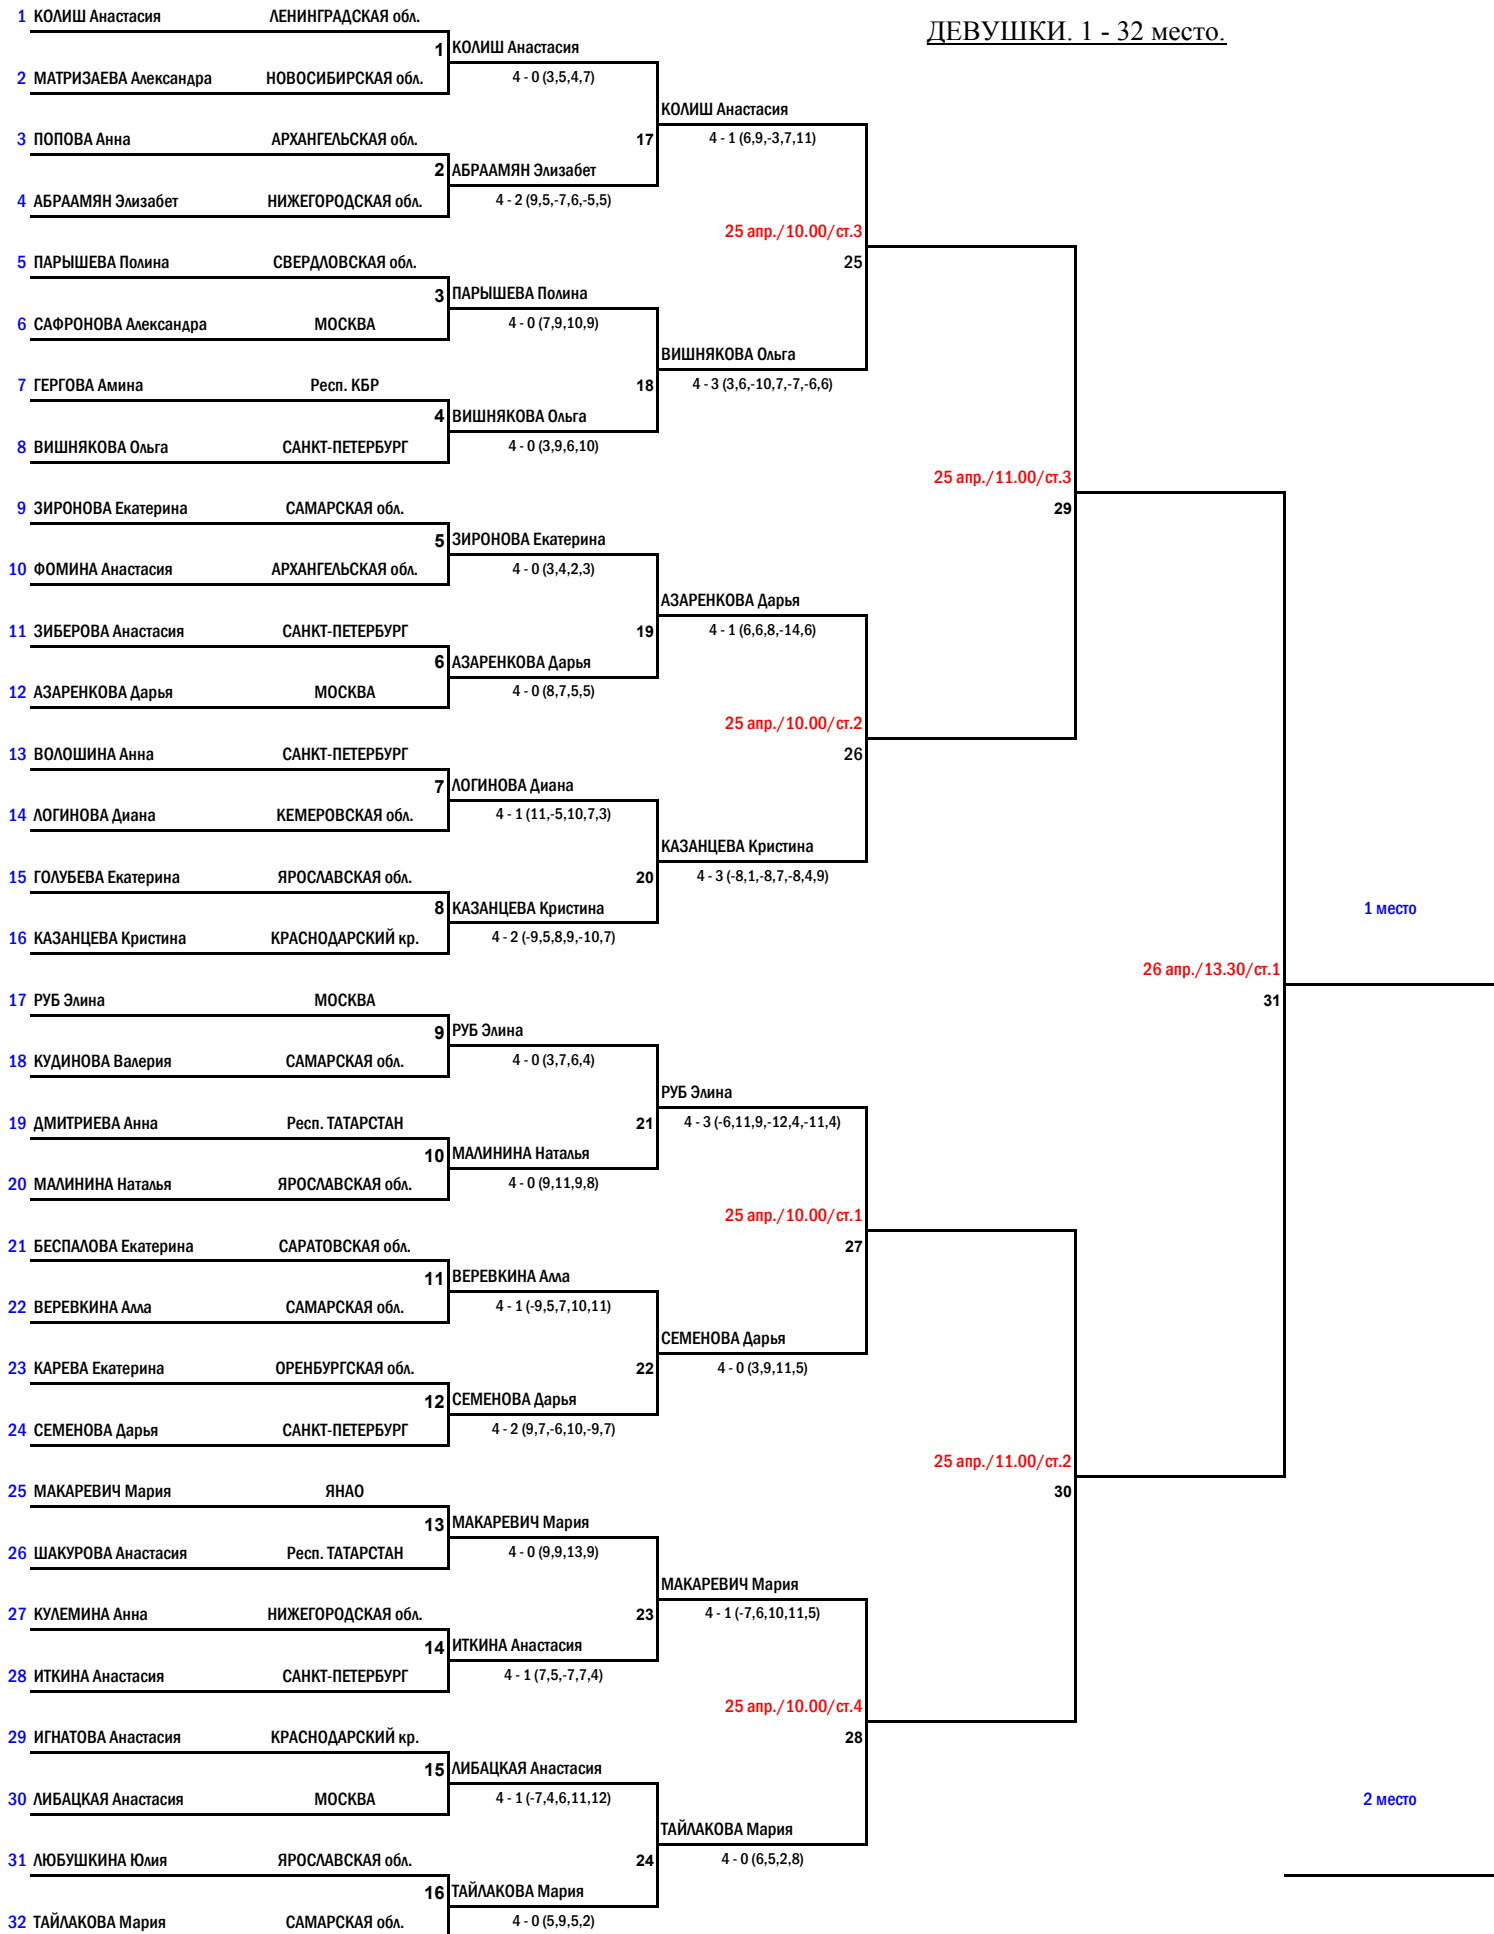 ДЕВУШКИ. 1 - 32 место.
1 КОЛИШ Анастасия ЛЕНИНГРАДСКАЯ обл.
1 КОЛИШ Анастасия
2 МАТРИЗАЕВА Александра НОВОСИБИРСКАЯ обл. 4 - 0 (3,5,4,7)
КОЛИШ Анастасия
3 ПОПОВА Анна АРХАНГЕЛЬСКАЯ обл. 17 4 - 1 (6,9,-3,7,11)
2 АБРААМЯН Элизабет
4 АБРААМЯН Элизабет НИЖЕГОРОДСКАЯ обл. 4 - 2 (9,5,-7,6,-5,5)
25 апр./10.00/ст.3
5 ПАРЫШЕВА Полина СВЕРДЛОВСКАЯ обл. 25
3 ПАРЫШЕВА Полина
6 САФРОНОВА Александра МОСКВА 4 - 0 (7,9,10,9)
ВИШНЯКОВА Ольга
7 ГЕРГОВА Амина Респ. КБР 18 4 - 3 (3,6,-10,7,-7,-6,6)
4 ВИШНЯКОВА Ольга
8 ВИШНЯКОВА Ольга САНКТ-ПЕТЕРБУРГ 4 - 0 (3,9,6,10)
25 апр./11.00/ст.3
9 ЗИРОНОВА Екатерина САМАРСКАЯ обл. 29
5 ЗИРОНОВА Екатерина
10 ФОМИНА Анастасия АРХАНГЕЛЬСКАЯ обл. 4 - 0 (3,4,2,3)
АЗАРЕНКОВА Дарья
11 ЗИБЕРОВА Анастасия САНКТ-ПЕТЕРБУРГ 19 4 - 1 (6,6,8,-14,6)
6 АЗАРЕНКОВА Дарья
12 АЗАРЕНКОВА Дарья МОСКВА 4 - 0 (8,7,5,5)
25 апр./10.00/ст.2
13 ВОЛОШИНА Анна САНКТ-ПЕТЕРБУРГ 26
7 ЛОГИНОВА Диана
14 ЛОГИНОВА Диана КЕМЕРОВСКАЯ обл. 4 - 1 (11,-5,10,7,3)
КАЗАНЦЕВА Кристина
15 ГОЛУБЕВА Екатерина ЯРОСЛАВСКАЯ обл. 20 4 - 3 (-8,1,-8,7,-8,4,9)
8 КАЗАНЦЕВА Кристина 1 место
16 КАЗАНЦЕВА Кристина КРАСНОДАРСКИЙ кр. 4 - 2 (-9,5,8,9,-10,7)
26 апр./13.30/ст.1
17 РУБ Элина МОСКВА 31
9 РУБ Элина
18 КУДИНОВА Валерия САМАРСКАЯ обл. 4 - 0 (3,7,6,4)
РУБ Элина
19 ДМИТРИЕВА Анна Респ. ТАТАРСТАН 21 4 - 3 (-6,11,9,-12,4,-11,4)
10 МАЛИНИНА Наталья
20 МАЛИНИНА Наталья ЯРОСЛАВСКАЯ обл. 4 - 0 (9,11,9,8)
25 апр./10.00/ст.1
21 БЕСПАЛОВА Екатерина САРАТОВСКАЯ обл. 27
11 ВЕРЕВКИНА Алла
22 ВЕРЕВКИНА Алла САМАРСКАЯ обл. 4 - 1 (-9,5,7,10,11)
СЕМЕНОВА Дарья
23 КАРЕВА Екатерина ОРЕНБУРГСКАЯ обл. 22 4 - 0 (3,9,11,5)
12 СЕМЕНОВА Дарья
24 СЕМЕНОВА Дарья САНКТ-ПЕТЕРБУРГ 4 - 2 (9,7,-6,10,-9,7)
25 апр./11.00/ст.2
25 МАКАРЕВИЧ Мария ЯНАО 30
13 МАКАРЕВИЧ Мария
26 ШАКУРОВА Анастасия Респ. ТАТАРСТАН 4 - 0 (9,9,13,9)
МАКАРЕВИЧ Мария
27 КУЛЕМИНА Анна НИЖЕГОРОДСКАЯ обл. 23 4 - 1 (-7,6,10,11,5)
14 ИТКИНА Анастасия
28 ИТКИНА Анастасия САНКТ-ПЕТЕРБУРГ 4 - 1 (7,5,-7,7,4)
25 апр./10.00/ст.4
29 ИГНАТОВА Анастасия КРАСНОДАРСКИЙ кр. 28
15 ЛИБАЦКАЯ Анастасия
30 ЛИБАЦКАЯ Анастасия МОСКВА 4 - 1 (-7,4,6,11,12) 2 место
ТАЙЛАКОВА Мария
31 ЛЮБУШКИНА Юлия ЯРОСЛАВСКАЯ обл. 24 4 - 0 (6,5,2,8)
16 ТАЙЛАКОВА Мария
32 ТАЙЛАКОВА Мария САМАРСКАЯ обл. 4 - 0 (5,9,5,2)